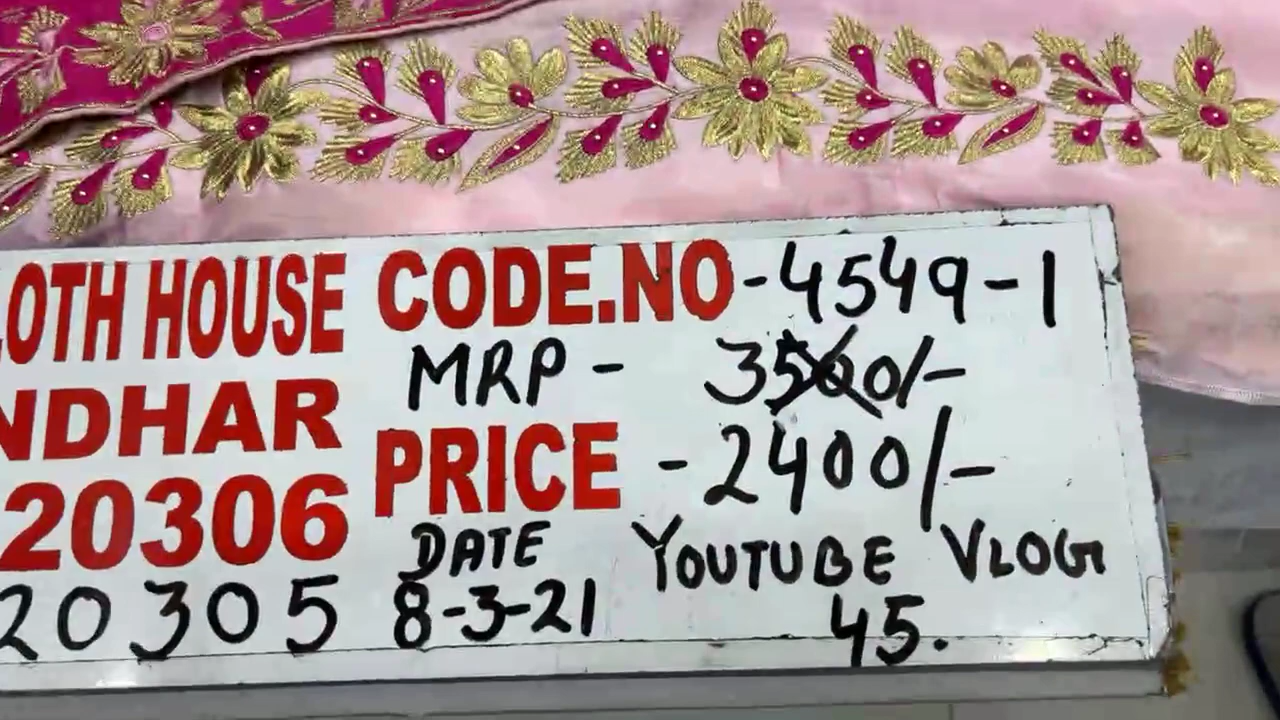 LOTH HOUSE CODE.NO-4549-1
MRP - 3500/-
NDHAR PRICE - 2400/-
20306 DATE YOUTUBE VLOG
20305 8-3-21 45.